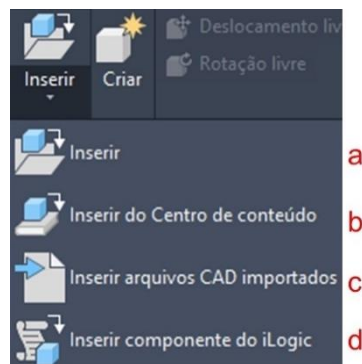 Deslocamento liv
Inserir Criar Rotação livre
Inserir a
Inserir do Centro de conteúdo b
Inserir arquivos CAD importados c
Inserir componente do iLogic d